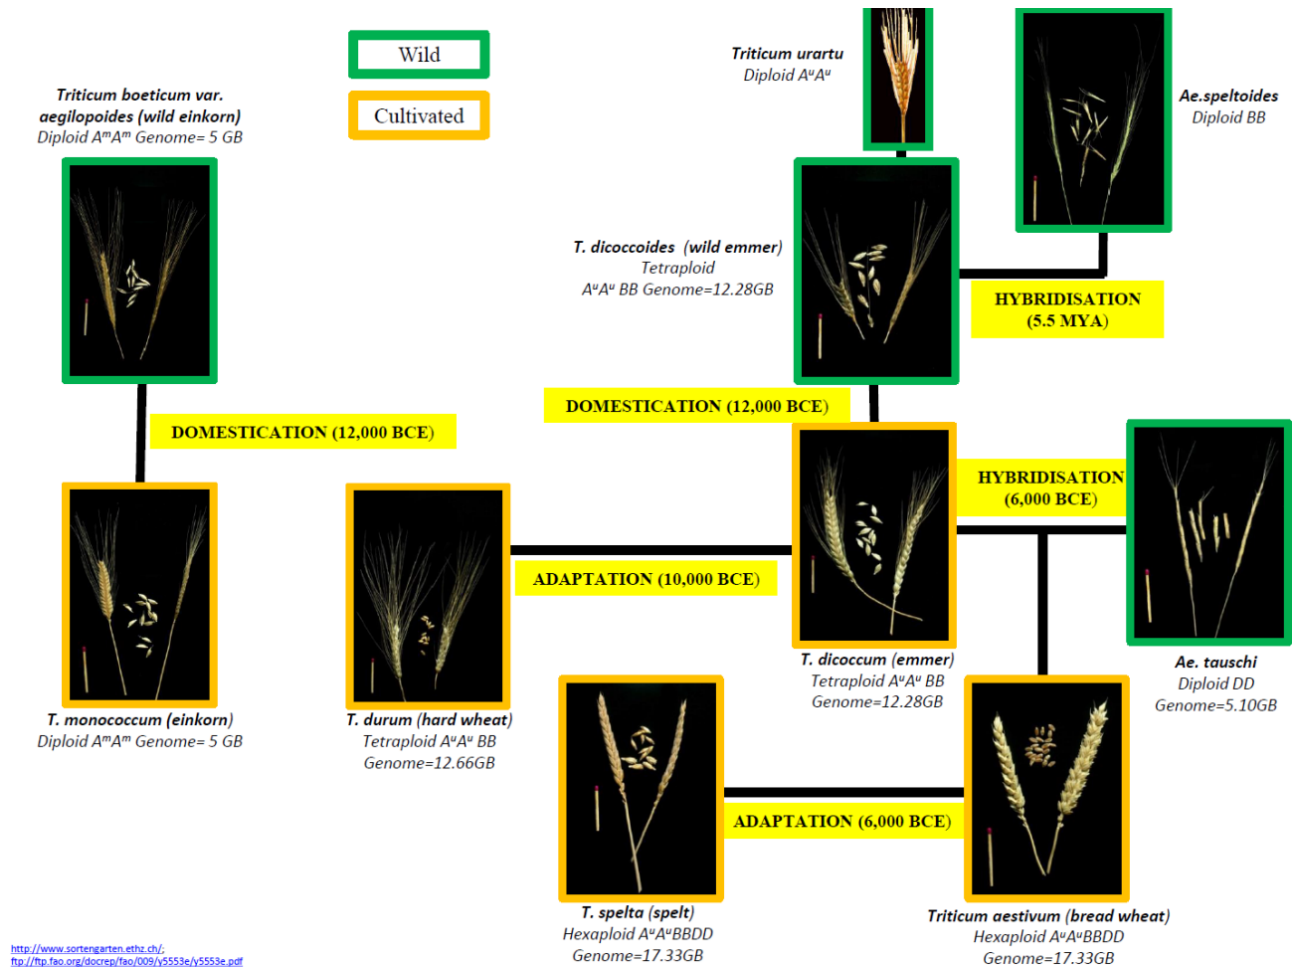 Wild
Cultivated
Triticum boeticum var.
aegilopoides (wild einkorn)
Diploid AᵐAᵐ Genome= 5 GB
Triticum urartu
Diploid AᵘAᵘ
Ae.speltoides
Diploid BB
T. dicoccoides (wild emmer)
Tetraploid
AᵘAᵘ BB Genome=12.28GB
HYBRIDISATION
(5.5 MYA)
DOMESTICATION (12,000 BCE)
DOMESTICATION (12,000 BCE)
HYBRIDISATION
(6,000 BCE)
ADAPTATION (10,000 BCE)
T. monococcum (einkorn)
Diploid AᵐAᵐ Genome= 5 GB
T. durum (hard wheat)
Tetraploid AᵘAᵘ BB
Genome=12.66GB
T. dicoccum (emmer)
Tetraploid AᵘAᵘ BB
Genome=12.28GB
Ae. tauschi
Diploid DD
Genome=5.10GB
ADAPTATION (6,000 BCE)
T. spelta (spelt)
Hexaploid AᵘAᵘBBDD
Genome=17.33GB
Triticum aestivum (bread wheat)
Hexaploid AᵘAᵘBBDD
Genome=17.33GB
http://www.sortengarten.ethz.ch/;
ftp://ftp.fao.org/docrep/fao/009/y5553e/y5553e.pdf